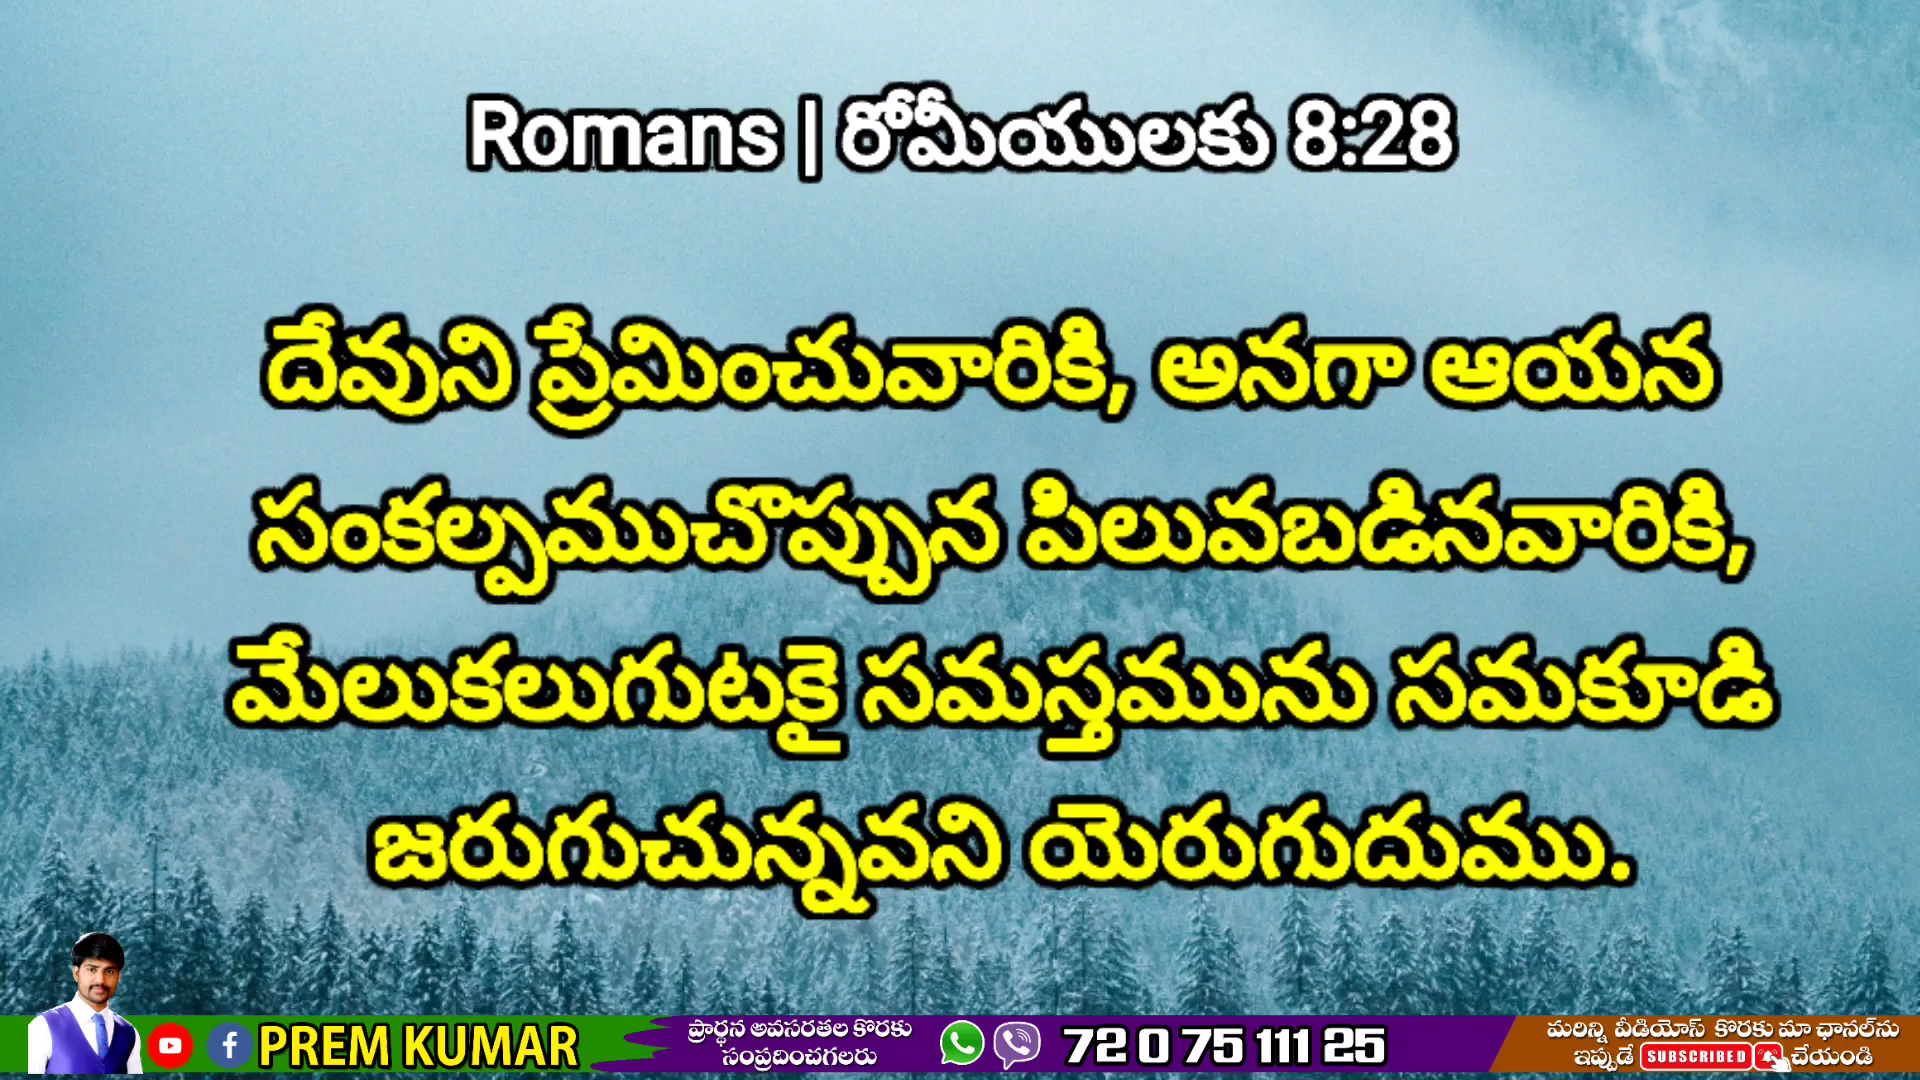 Romans | రోమీయులకు 8:28
దేవుని ప్రేమించువారికి, అనగా ఆయన
సంకల్పముచొప్పున పిలువబడినవారికి,
మేలుకలుగుటకై సమస్తమును సమకూడి
జరుగుచున్నవని యెరుగుదుము.
PREM KUMAR
ప్రార్థన అవసరతల కొరకు
సంప్రదించగలరు
72 0 75 111 25
మరిన్ని వీడియోస్ కొరకు మా ఛానల్‌ను
ఇప్పుడే SUBSCRIBED చేయండి